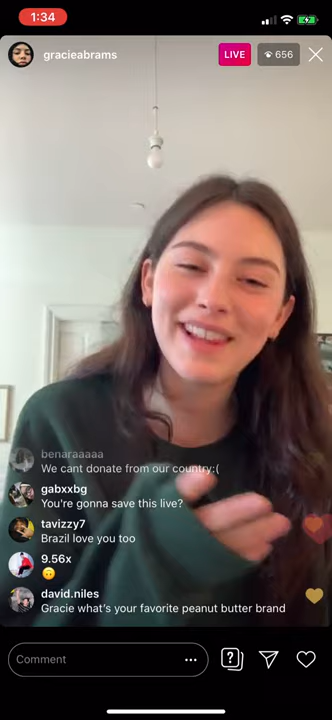 1:34
gracieabrams
LIVE
656
benaraaaaa
We cant donate from our country:(
gabxxbg
You're gonna save this live?
tavizzy7
Brazil love you too
9.56x
🙃
david.niles
Gracie what's your favorite peanut butter brand
Comment